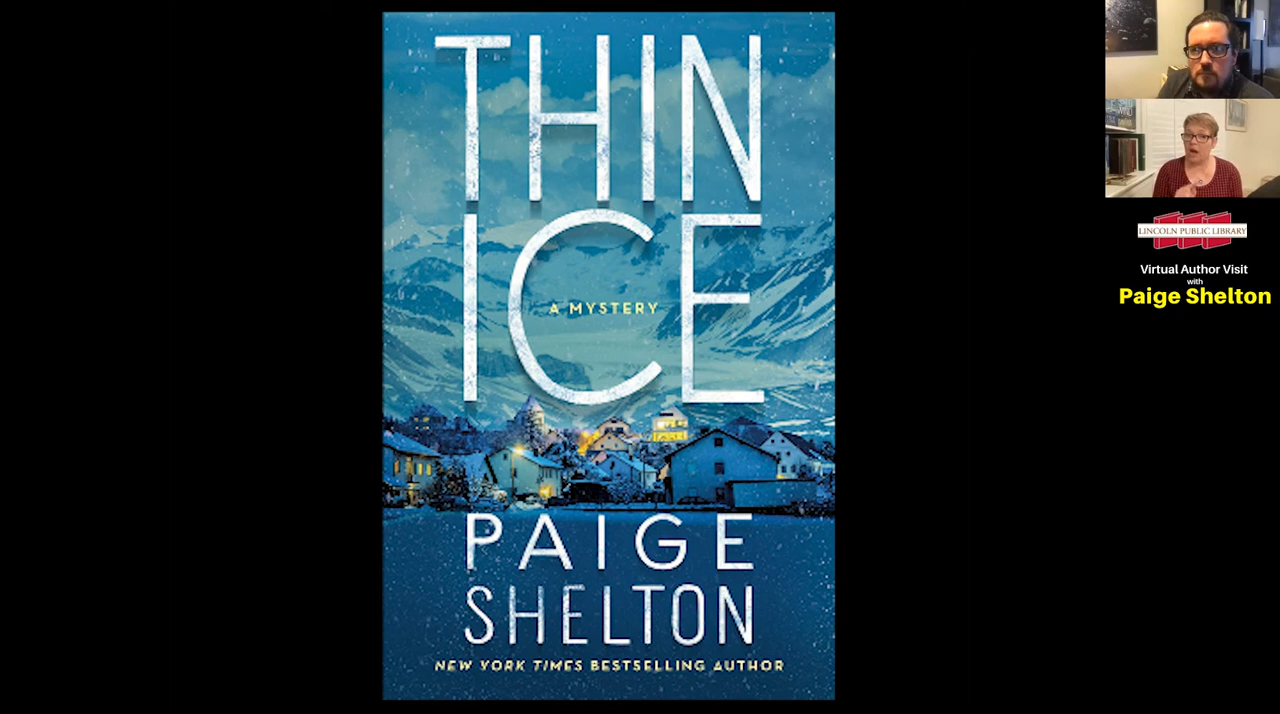 THIN
ICE
A MYSTERY
PAIGE
SHELTON
NEW YORK TIMES BESTSELLING AUTHOR
LINCOLN PUBLIC LIBRARY
Virtual Author Visit
with
Paige Shelton